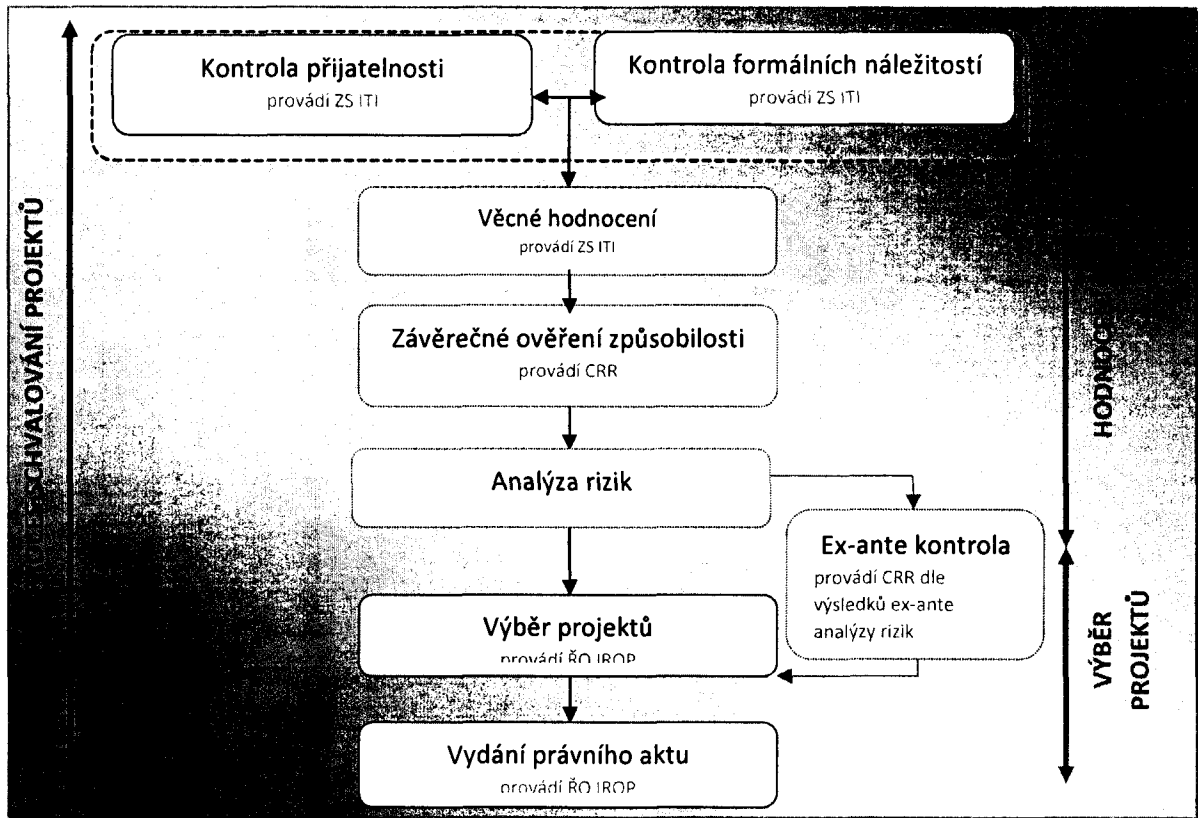 Kontrola přijatelnosti
provádí ZS ITI
Kontrola formálních náležitostí
provádí ZS ITI
Věcné hodnocení
provádí ZS ITI
Závěrečné ověření způsobilosti
provádí CRR
Analýza rizik
Ex-ante kontrola
provádí CRR dle
výsledků ex-ante
analýzy rizik
Výběr projektů
provádí ŘO IROP
Vydání právního aktu
provádí ŘO IROP
SCHVALOVÁNÍ PROJEKTŮ
VÝBĚR
PROJEKTŮ